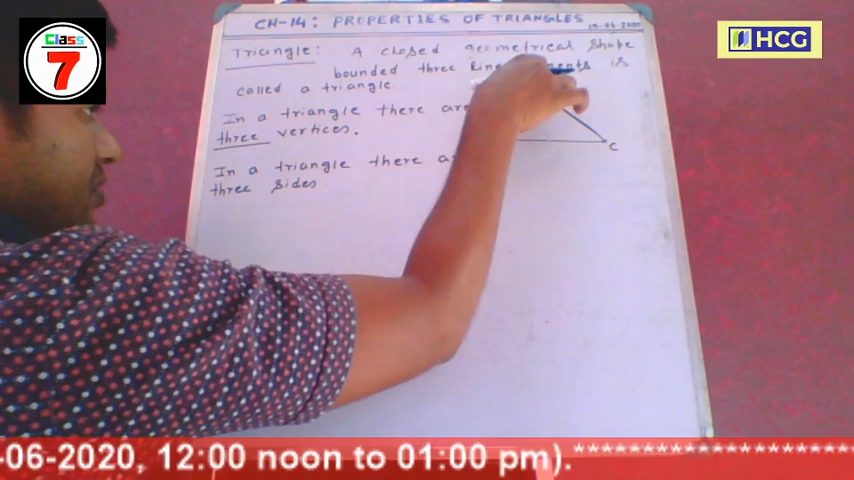 Class
7
CH-14: PROPERTIES OF TRIANGLES
HCG
Triangle: A closed geometrical shape
bounded three is
called a triangle
In a triangle there are
three vertices.
C
In a triangle there
three sides
-06-2020, 12:00 noon to 01:00 pm). ****************************